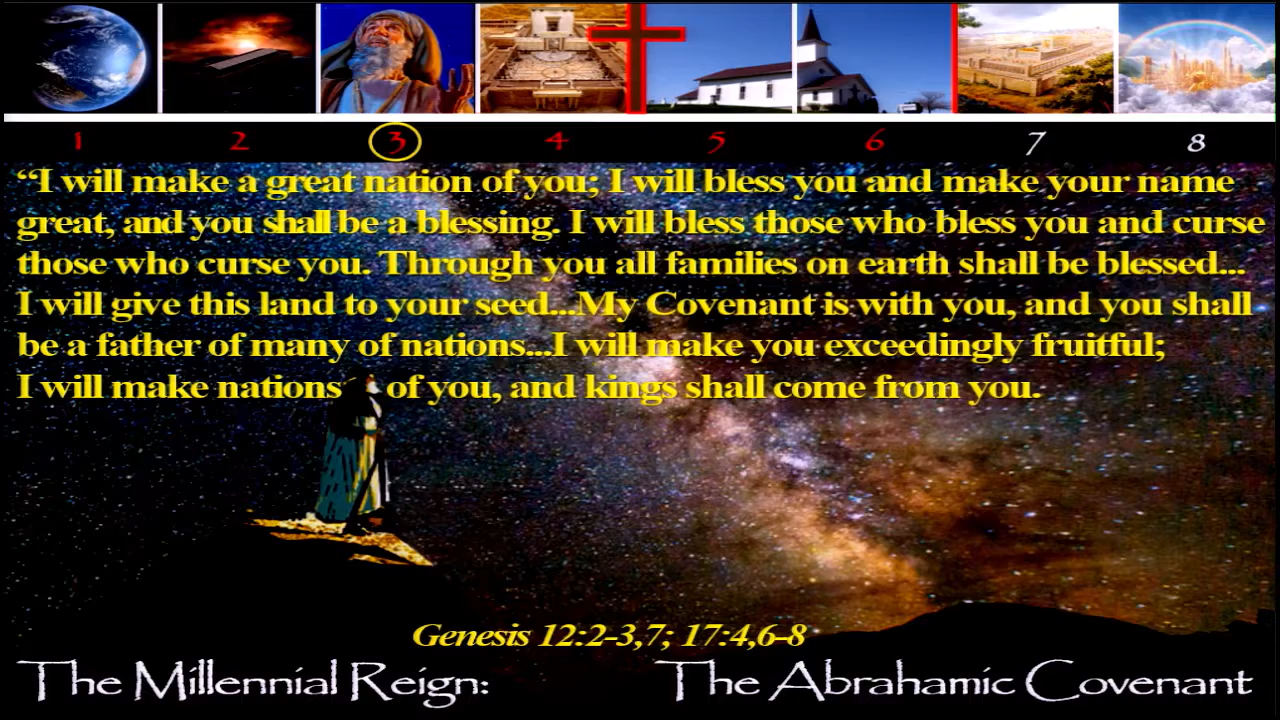 1 2 3 4 5 6 7 8
“I will make a great nation of you; I will bless you and make your name
great, and you shall be a blessing. I will bless those who bless you and curse
those who curse you. Through you all families on earth shall be blessed...
I will give this land to your seed...My Covenant is with you, and you shall
be a father of many of nations...I will make you exceedingly fruitful;
I will make nations of you, and kings shall come from you.
Genesis 12:2-3,7; 17:4,6-8
The Millennial Reign: The Abrahamic Covenant